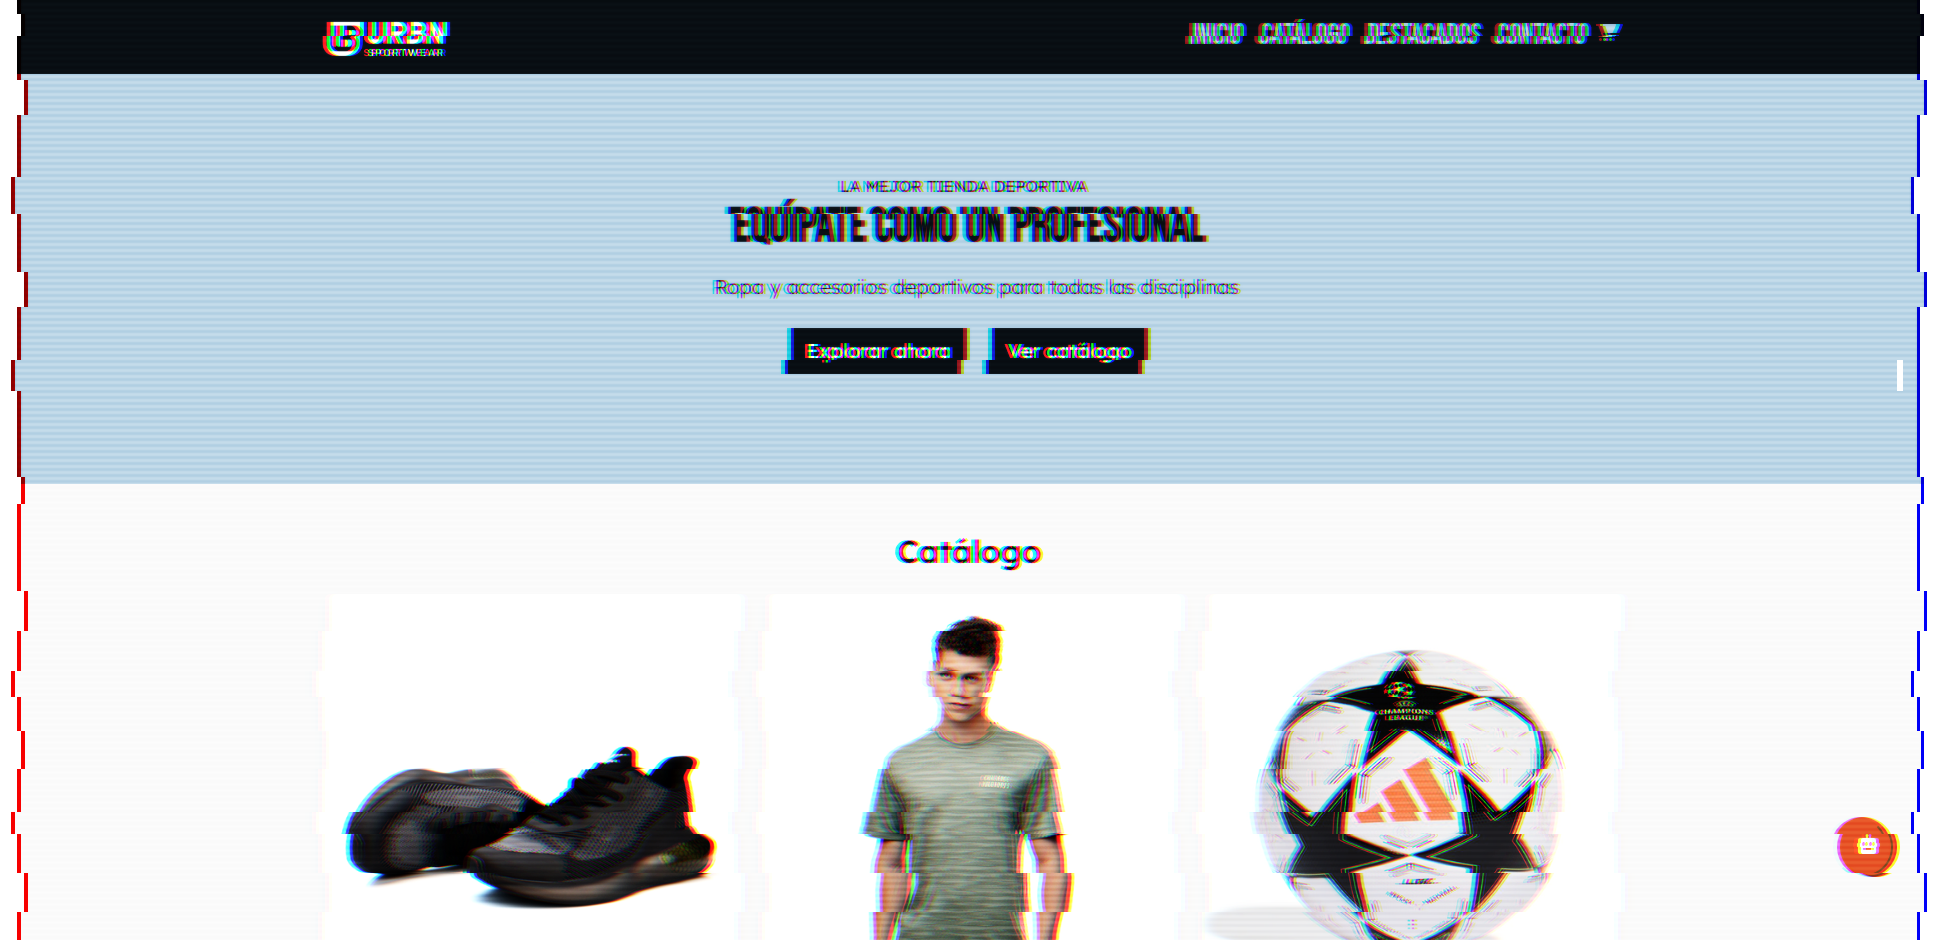 URBN
SPORTWEAR
INICIO CATÁLOGO DESTACADOS CONTACTO
LA MEJOR TIENDA DEPORTIVA
EQUÍPATE COMO UN PROFESIONAL
Ropa y accesorios deportivos para todas las disciplinas
Explorar ahora Ver catálogo
Catálogo
CHAMPIONS
LEAGUE